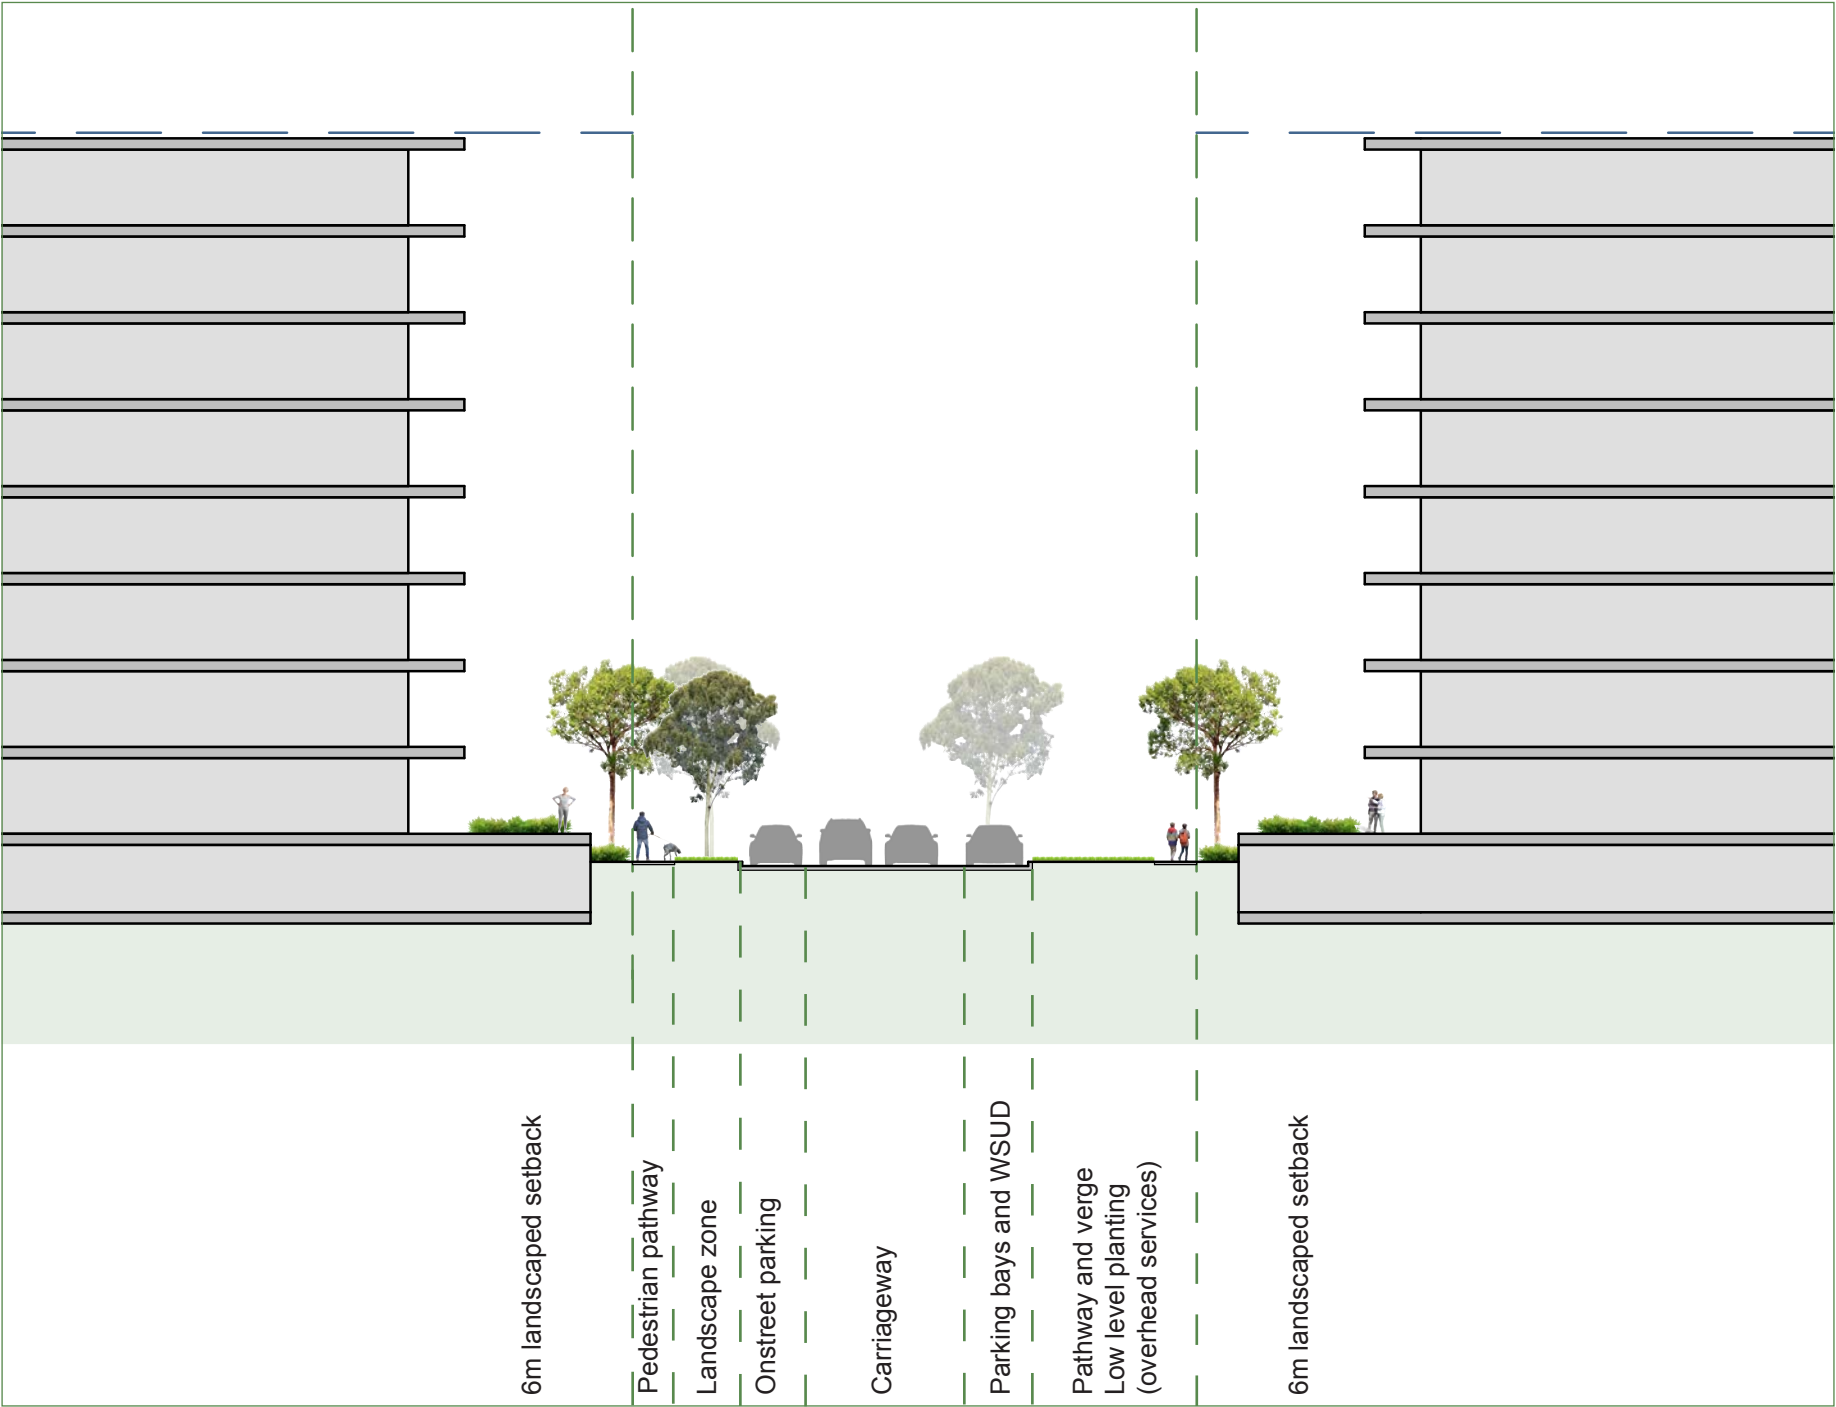 6m landscaped setback
Pedestrian pathway
Landscape zone
Onstreet parking
Carriageway
Parking bays and WSUD
Pathway and verge
Low level planting
(overhead services)
6m landscaped setback